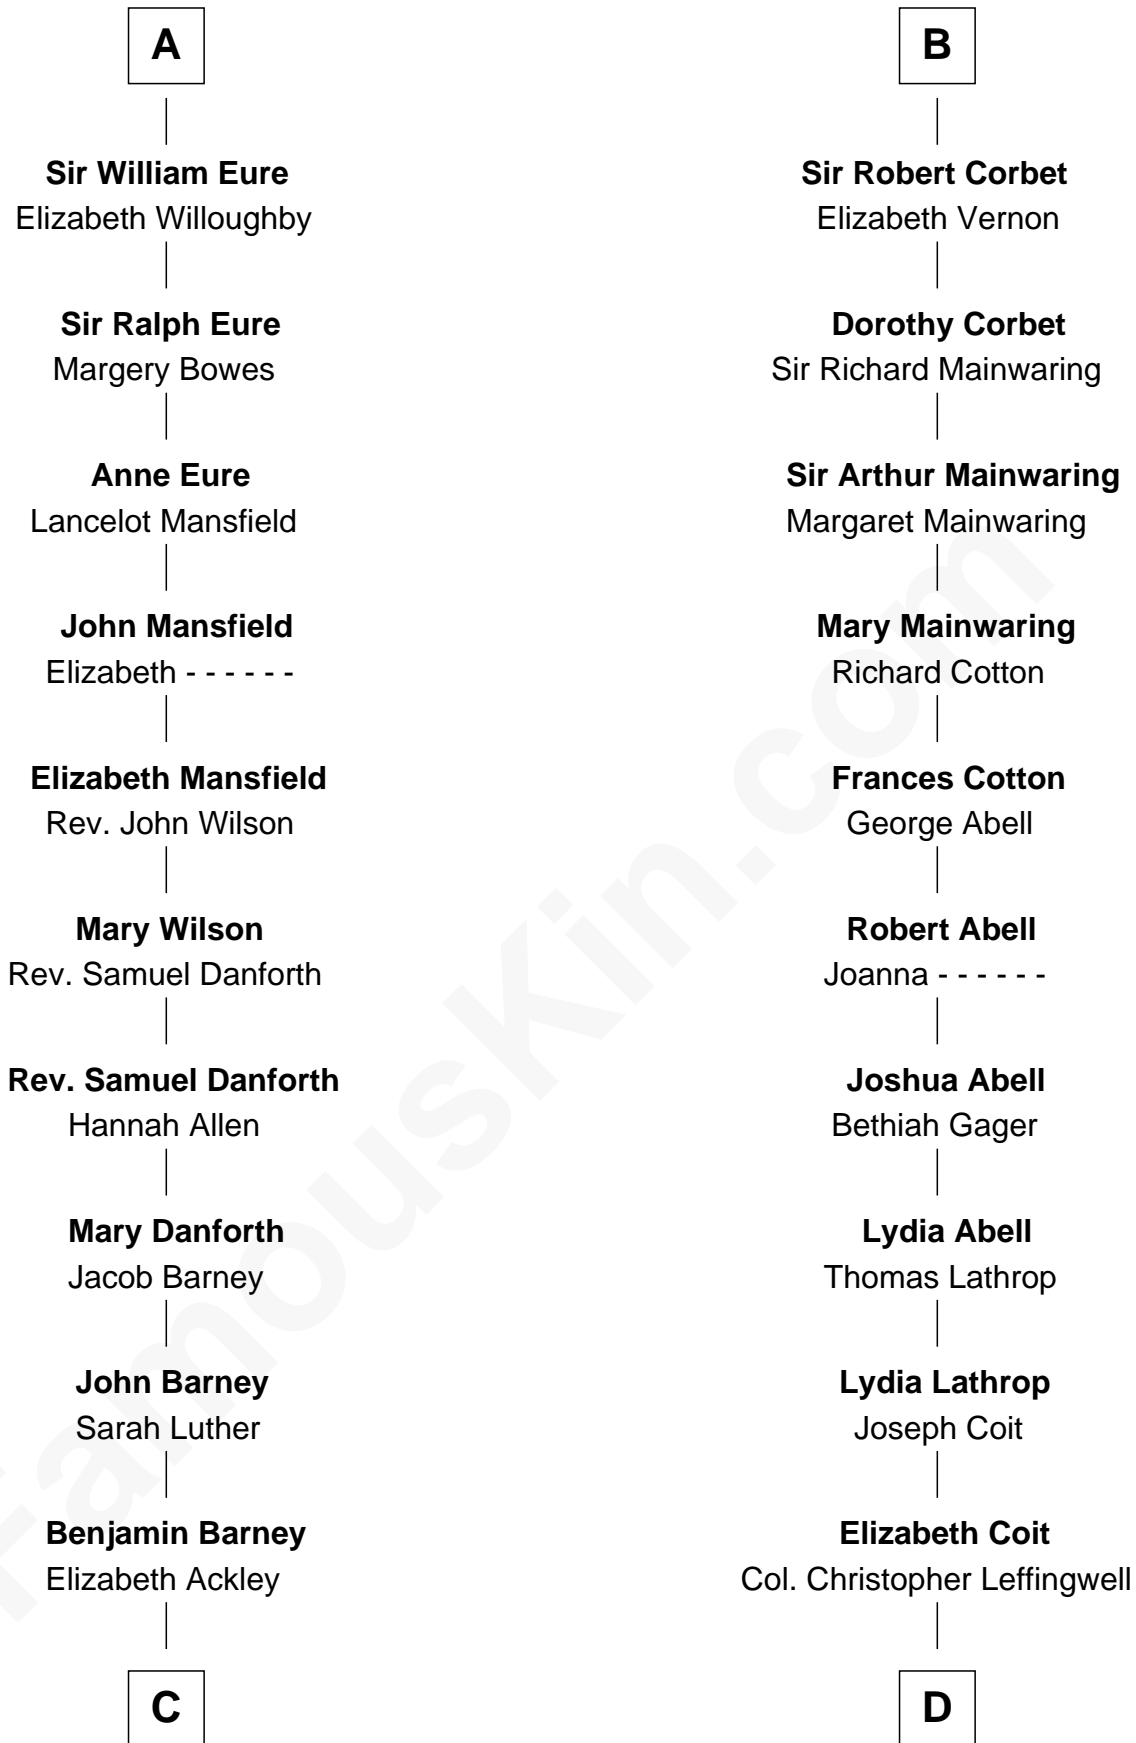 A
Sir William Eure
Elizabeth Willoughby
Sir Ralph Eure
Margery Bowes
Anne Eure
Lancelot Mansfield
John Mansfield
Elizabeth - - - - - -
Elizabeth Mansfield
Rev. John Wilson
Mary Wilson
Rev. Samuel Danforth
Rev. Samuel Danforth
Hannah Allen
Mary Danforth
Jacob Barney
John Barney
Sarah Luther
Benjamin Barney
Elizabeth Ackley
C
B
Sir Robert Corbet
Elizabeth Vernon
Dorothy Corbet
Sir Richard Mainwaring
Sir Arthur Mainwaring
Margaret Mainwaring
Mary Mainwaring
Richard Cotton
Frances Cotton
George Abell
Robert Abell
Joanna - - - - - -
Joshua Abell
Bethiah Gager
Lydia Abell
Thomas Lathrop
Lydia Lathrop
Joseph Coit
Elizabeth Coit
Col. Christopher Leffingwell
D
FamousKin.com